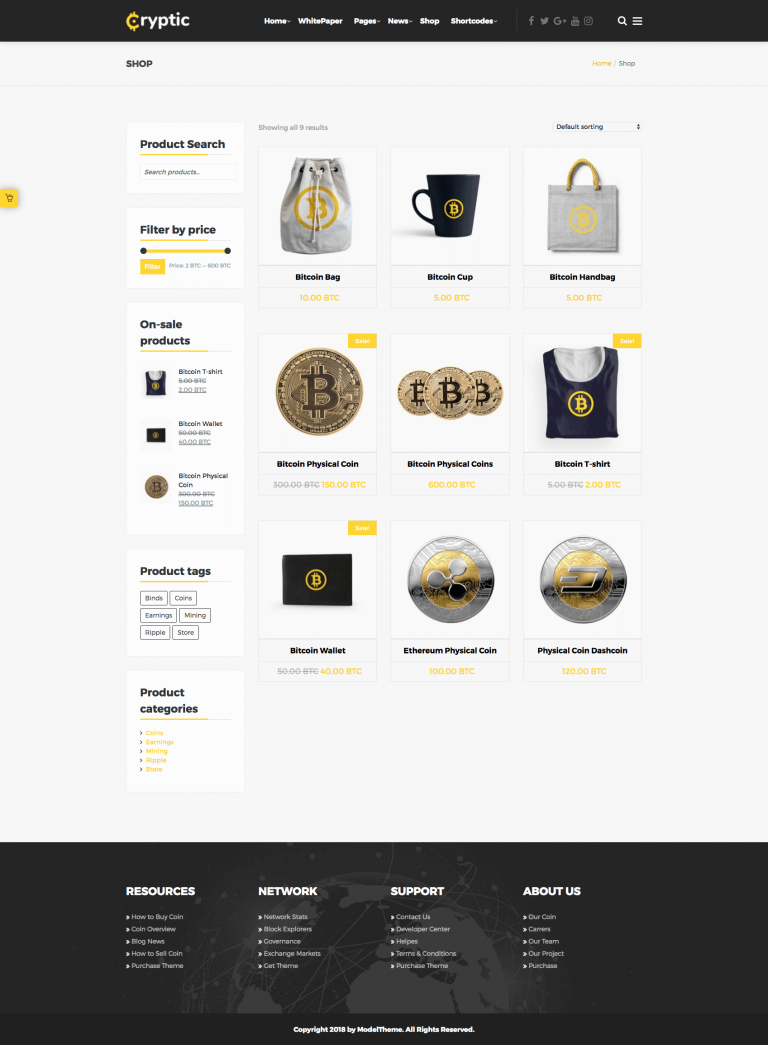 Cryptic
Home WhitePaper Pages News Shop Shortcodes
SHOP
Home / Shop
Product Search
Search products...
Filter by price
Filter
Price: 2 BTC — 600 BTC
On-sale
products
Bitcoin T-shirt
5.00 BTC
2.00 BTC
Bitcoin Wallet
50.00 BTC
40.00 BTC
Bitcoin Physical
Coin
300.00 BTC
150.00 BTC
Product tags
Binds Coins
Earnings Mining
Ripple Store
Product
categories
Coins
Earnings
Mining
Ripple
Store
Showing all 9 results
Default sorting
Bitcoin Bag
10.00 BTC
Bitcoin Cup
5.00 BTC
Bitcoin Handbag
5.00 BTC
Sale!
Bitcoin Physical Coin
300.00 BTC 150.00 BTC
Bitcoin Physical Coins
600.00 BTC
Sale!
Bitcoin T-shirt
5.00 BTC 2.00 BTC
Sale!
Bitcoin Wallet
50.00 BTC 40.00 BTC
Ethereum Physical Coin
100.00 BTC
Physical Coin Dashcoin
120.00 BTC
RESOURCES
» How to Buy Coin
» Coin Overview
» Blog News
» How to Sell Coin
» Purchase Theme
NETWORK
» Network Stats
» Block Explorers
» Governance
» Exchange Markets
» Get Theme
SUPPORT
» Contact Us
» Developer Center
» Helpes
» Terms & Conditions
» Purchase Theme
ABOUT US
» Our Coin
» Carrers
» Our Team
» Our Project
» Purchase
Copyright 2018 by ModelTheme. All Rights Reserved.